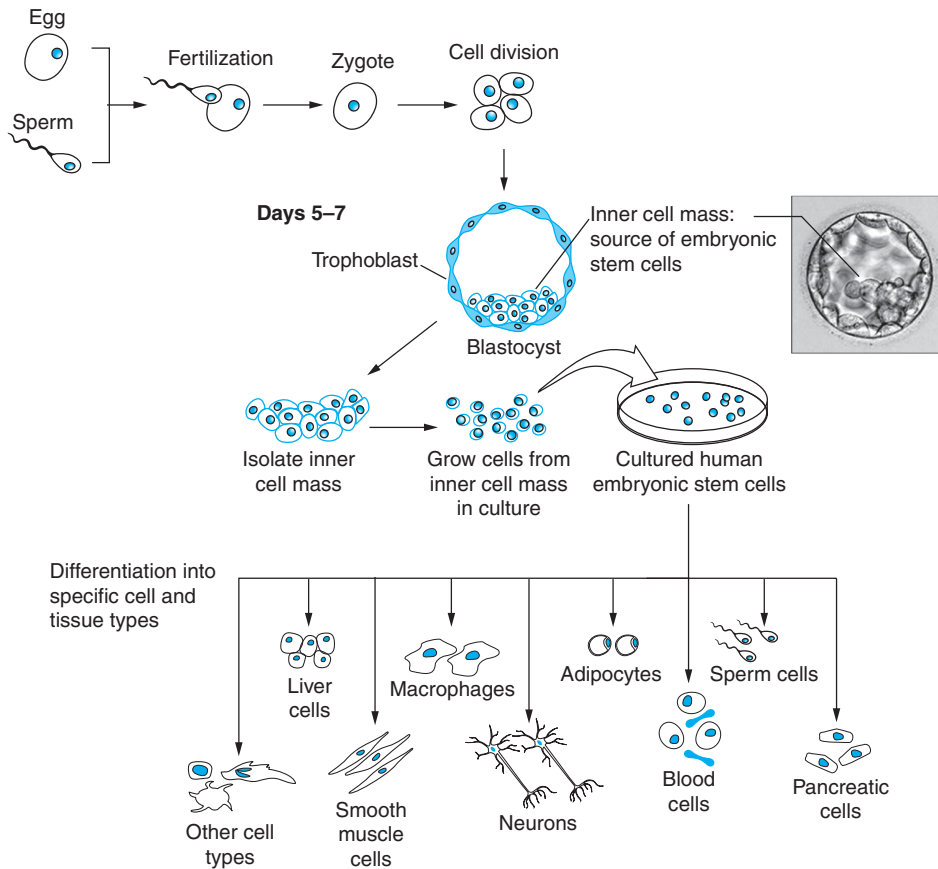 Egg
Fertilization
Zygote
Cell division
Sperm
Days 5–7
Inner cell mass:
source of embryonic
stem cells
Trophoblast
Blastocyst
Isolate inner
cell mass
Grow cells from
inner cell mass
in culture
Cultured human
embryonic stem cells
Differentiation into
specific cell and
tissue types
Liver
cells
Macrophages
Adipocytes
Sperm cells
Other cell
types
Smooth
muscle
cells
Neurons
Blood
cells
Pancreatic
cells